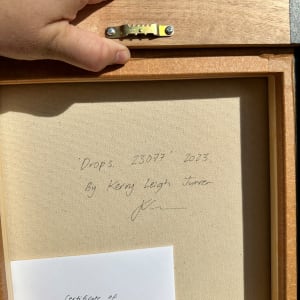 'Drops. 23077' 2023.
By Kerry Leigh Turner
Certificate of